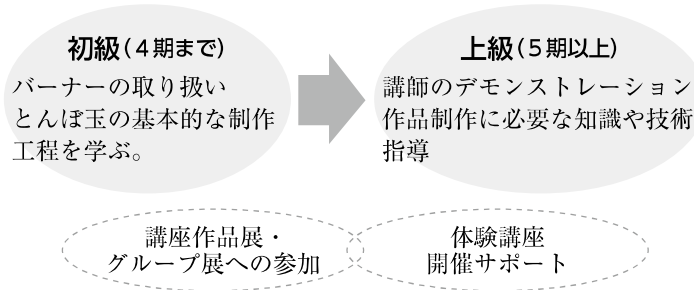 初級（４期まで）
バーナーの取り扱い
とんぼ玉の基本的な制作
工程を学ぶ。
上級（５期以上）
講師のデモンストレーション
作品制作に必要な知識や技術
指導
講座作品展・
グループ展への参加
体験講座
開催サポート